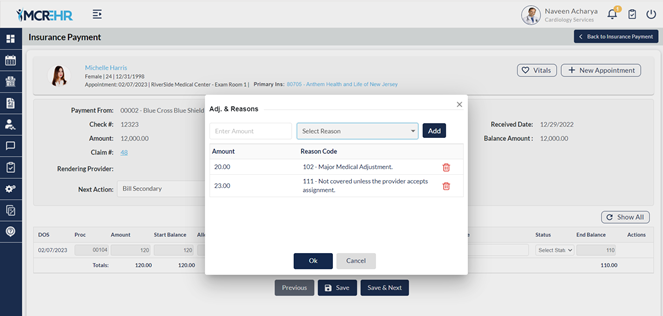 MCREHR
Naveen Acharya
Cardiology Services
Insurance Payment
Back to Insurance Payment
Michelle Harris
Female | 24 | 12/31/1998
Appointment: 02/07/2023 | RiverSide Medical Center - Exam Room 1 | Primary Ins: 80705 - Anthem Health and Life of New Jersey
Vitals
New Appointment
Payment From: 00002 - Blue Cross Blue Shield
Check #: 12323
Amount: 12,000.00
Claim #: 48
Rendering Provider:
Next Action: Bill Secondary
Received Date: 12/29/2022
Balance Amount: 12,000.00
Adj. & Reasons
Enter Amount
Select Reason
Add
Amount Reason Code
20.00 102 - Major Medical Adjustment.
23.00 111 - Not covered unless the provider accepts
assignment.
Ok
Cancel
Show All
DOS Proc Amount Start Balance Status End Balance Actions
02/07/2023 00104 120 120 Select Stat 110
Totals: 120.00 120.00 110.00
Previous
Save
Save & Next